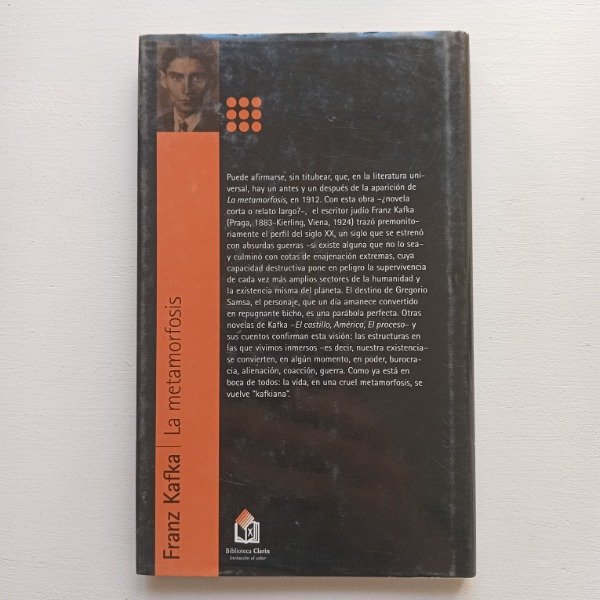 Franz Kafka | La metamorfosis
Puede afirmarse, sin titubear, que, en la literatura uni-
versal, hay un antes y un después de la aparición de
La metamorfosis, en 1912. Con esta obra –¿novela
corta o relato largo?–, el escritor judío Franz Kafka
(Praga, 1883-Kierling, Viena, 1924) trazó premonito-
riamente el perfil del siglo XX, un siglo que se estrenó
con absurdas guerras –si existe alguna que no lo sea–
y culminó con cotas de enajenación extremas, cuya
capacidad destructiva pone en peligro la supervivencia
de cada vez más amplios sectores de la humanidad y
la existencia misma del planeta. El destino de Gregorio
Samsa, el personaje, que un día amanece convertido
en repugnante bicho, es una parábola perfecta. Otras
novelas de Kafka –El castillo, América, El proceso– y
sus cuentos confirman esta visión: las estructuras en
las que vivimos inmersos –es decir, nuestra existencia–
se convierten, en algún momento, en poder, burocra-
cia, alienación, coacción, guerra. Como ya está en
boca de todos: la vida, en una cruel metamorfosis, se
vuelve "kafkiana".
Biblioteca Clarín
Invitación al saber